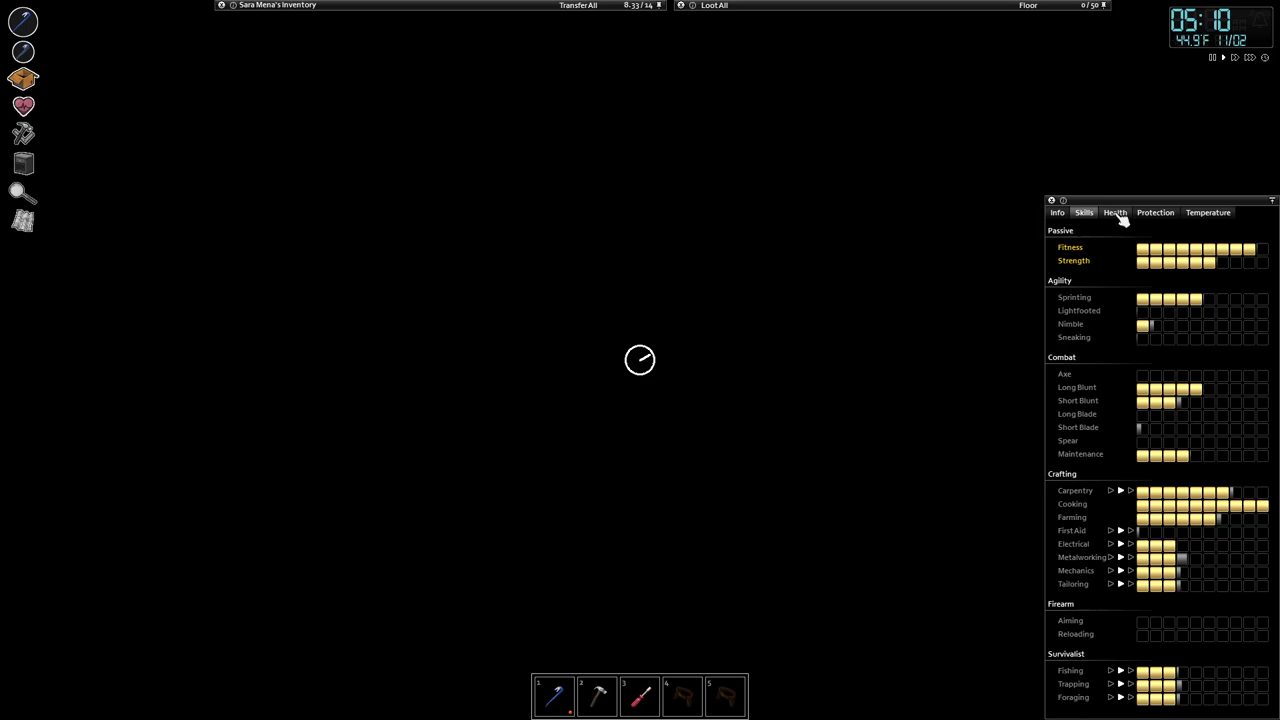 Sara Mena's Inventory Transfer All 8.33 / 14 Loot All Floor 0 / 50
05:10
44.9°F 11/02
Info Skills Health Protection Temperature
Passive
Fitness
Strength
Agility
Sprinting
Lightfooted
Nimble
Sneaking
Combat
Axe
Long Blunt
Short Blunt
Long Blade
Short Blade
Spear
Maintenance
Crafting
Carpentry
Cooking
Farming
First Aid
Electrical
Metalworking
Mechanics
Tailoring
Firearm
Aiming
Reloading
Survivalist
Fishing
Trapping
Foraging
1 2 3 4 5